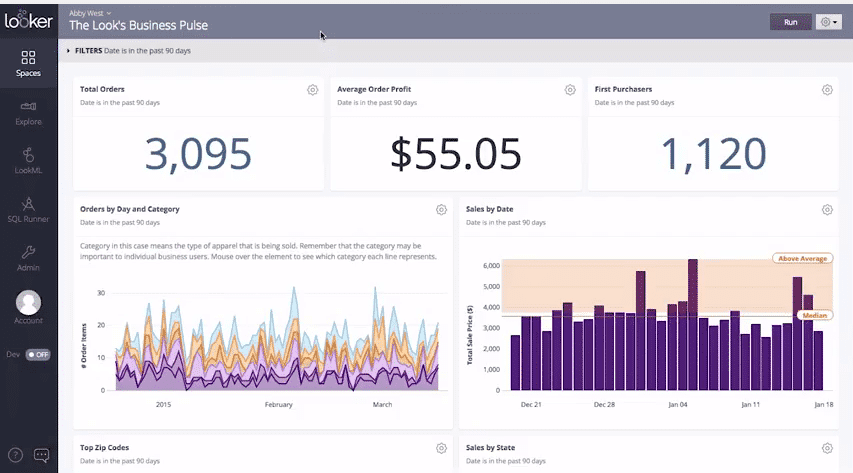 looker
Abby West
The Look's Business Pulse
Run
FILTERS Date is in the past 90 days
Spaces
Explore
LookML
SQL Runner
Admin
Account
Dev OFF
Total Orders
Date is in the past 90 days
3,095
Average Order Profit
Date is in the past 90 days
$55.05
First Purchasers
Date is in the past 90 days
1,120
Orders by Day and Category
Date is in the past 90 days
Category in this case means the type of apparel that is being sold. Remember that the category may be
important to individual business users. Mouse over the element to see which category each line represents.
# Order Items
30
20
10
0
2015
February
March
Sales by Date
Date is in the past 90 days
Total Sale Price ($)
6,000
5,000
4,000
3,000
2,000
1,000
0
Above Average
Median
Dec 21
Dec 28
Jan 04
Jan 11
Jan 18
Top Zip Codes
Date is in the past 90 days
Sales by State
Date is in the past 90 days
?